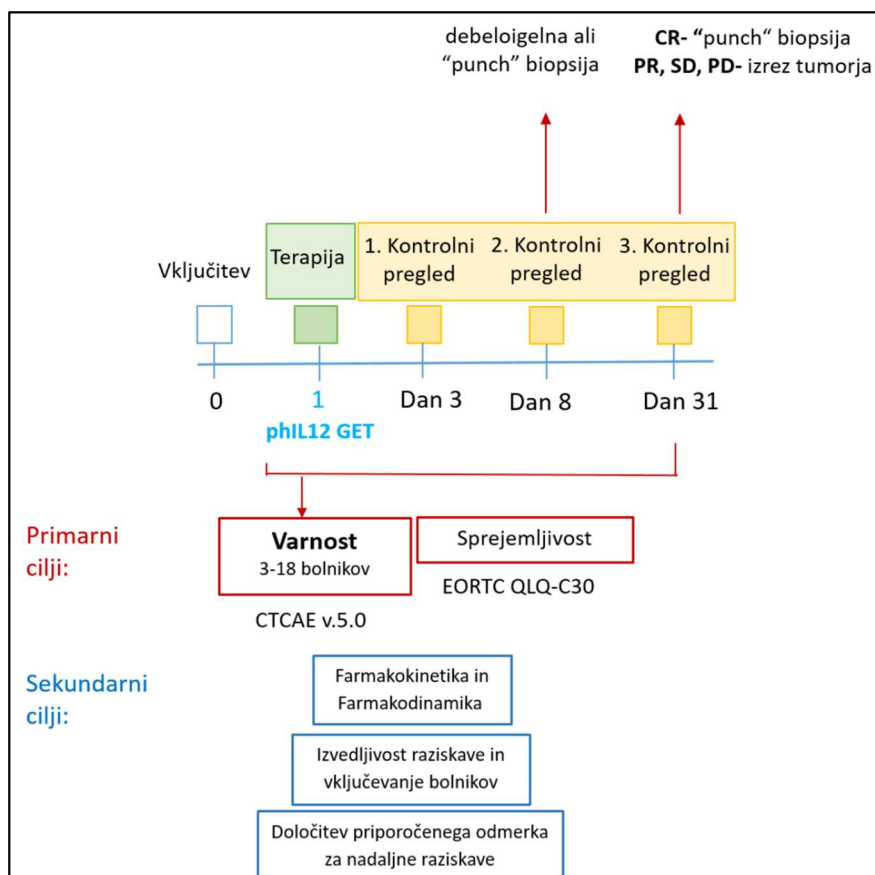 debeloigelna ali
“punch” biopsija
CR- “punch“ biopsija
PR, SD, PD- izrez tumorja
Vključitev
Terapija
1. Kontrolni
pregled
2. Kontrolni
pregled
3. Kontrolni
pregled
0
1
Dan 3
Dan 8
Dan 31
phIL12 GET
Primarni
cilji:
Varnost
3-18 bolnikov
CTCAE v.5.0
Sprejemljivost
EORTC QLQ-C30
Sekundarni
cilji:
Farmakokinetika in
Farmakodinamika
Izvedljivost raziskave in
vključevanje bolnikov
Določitev priporočenega odmerka
za nadaljne raziskave